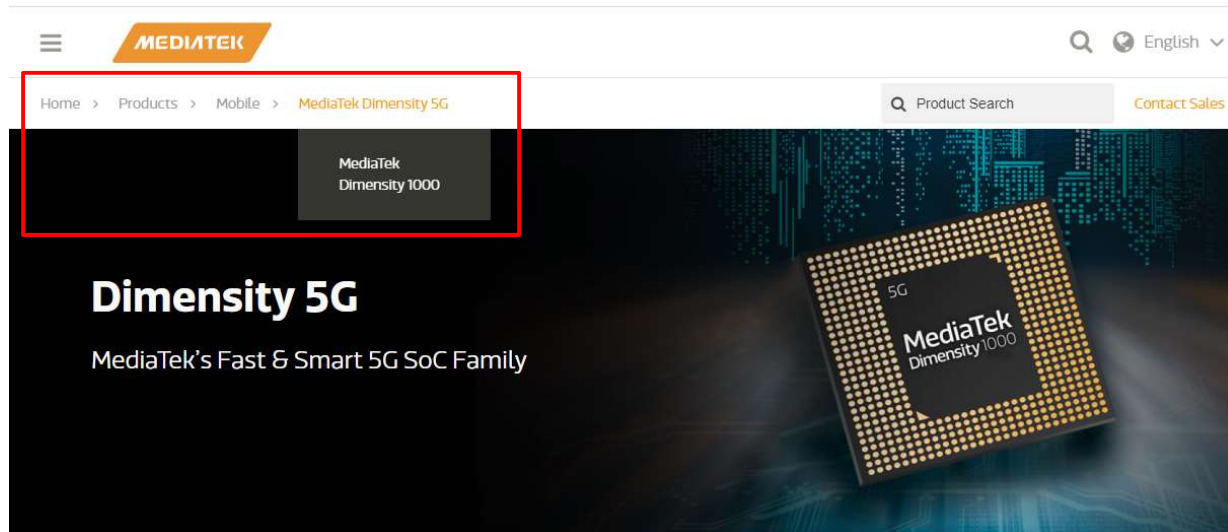 MEDIATEK
English
Home > Products > Mobile > MediaTek Dimensity 5G
Product Search
Contact Sales
MediaTek
Dimensity 1000
Dimensity 5G
MediaTek's Fast & Smart 5G SoC Family
5G
MediaTek
Dimensity 1000